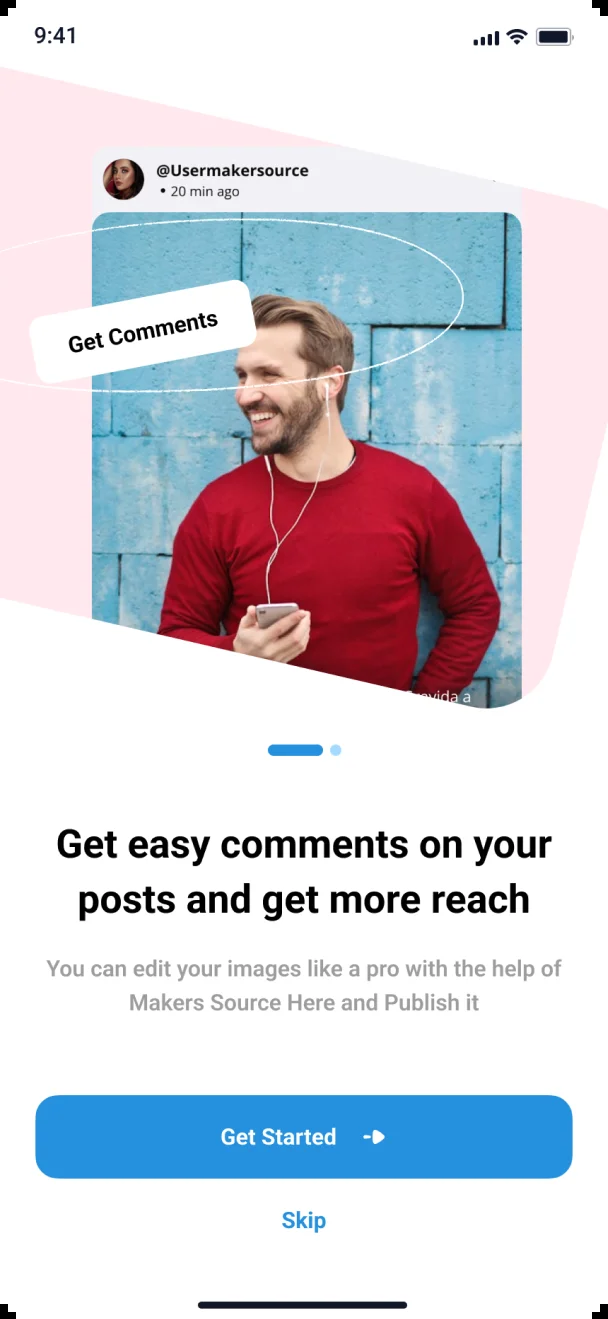 9:41
@Usermakersource
• 20 min ago
Get Comments
a
Get easy comments on your
posts and get more reach
You can edit your images like a pro with the help of
Makers Source Here and Publish it
Get Started
Skip